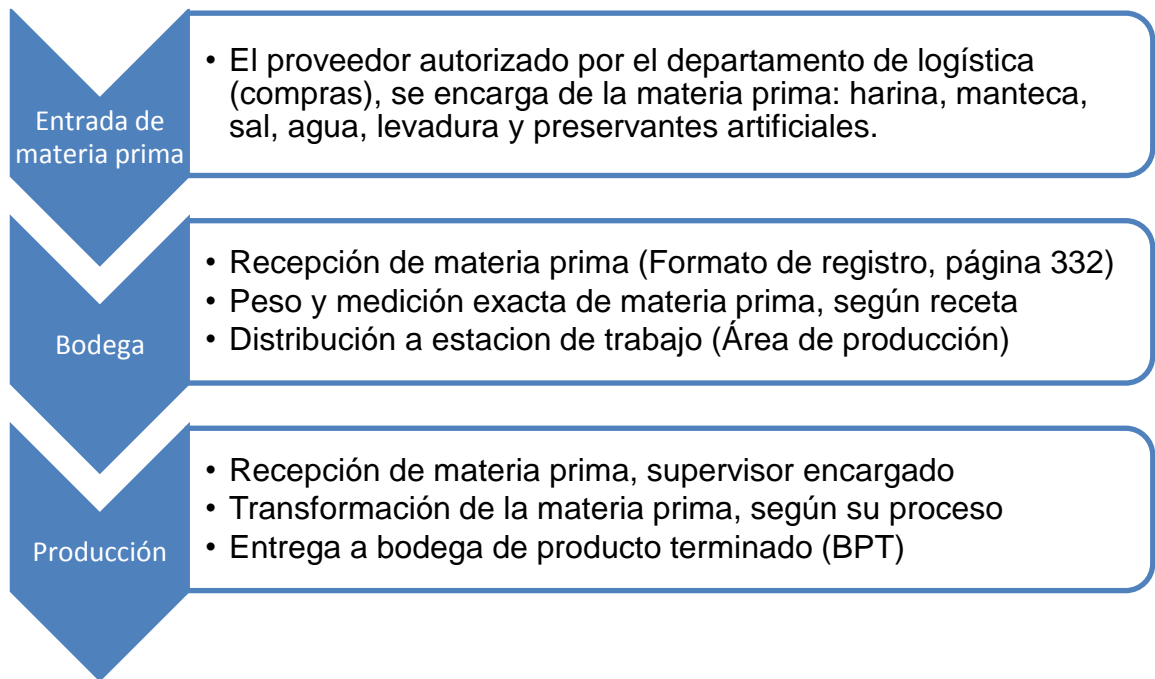 Entrada de
materia prima
• El proveedor autorizado por el departamento de logística
(compras), se encarga de la materia prima: harina, manteca,
sal, agua, levadura y preservantes artificiales.
Bodega
• Recepción de materia prima (Formato de registro, página 332)
• Peso y medición exacta de materia prima, según receta
• Distribución a estacion de trabajo (Área de producción)
Producción
• Recepción de materia prima, supervisor encargado
• Transformación de la materia prima, según su proceso
• Entrega a bodega de producto terminado (BPT)